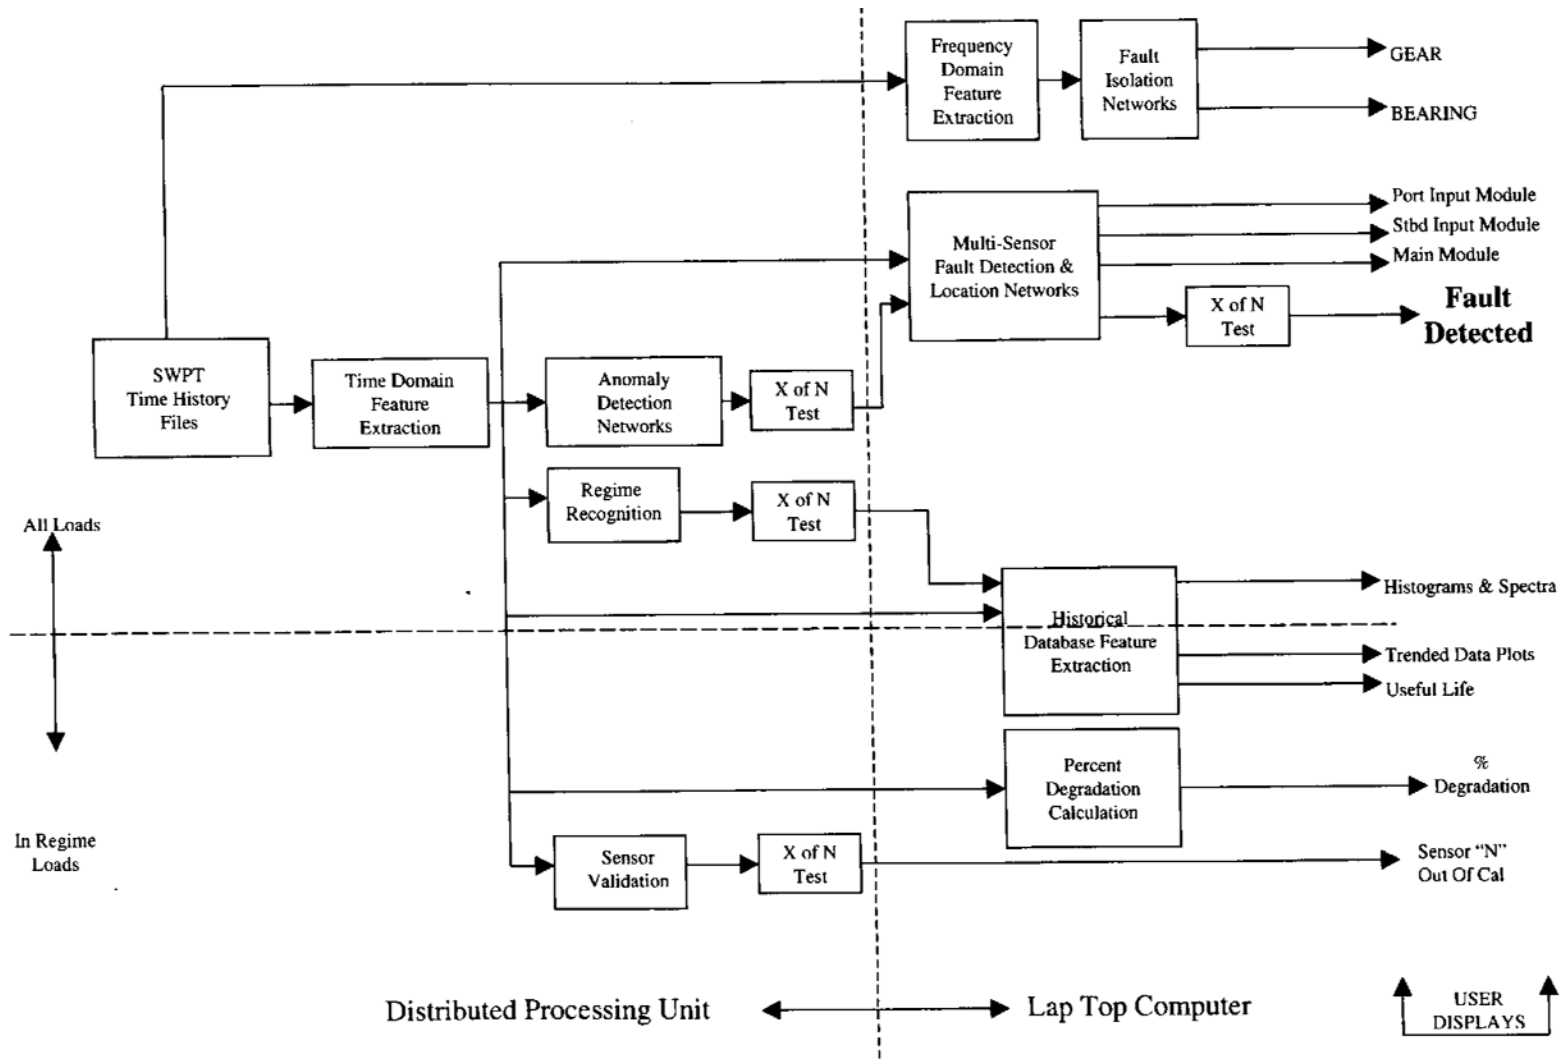 Frequency
Domain
Feature
Extraction
Fault
Isolation
Networks
GEAR
BEARING
Multi-Sensor
Fault Detection &
Location Networks
Port Input Module
Stbd Input Module
Main Module
X of N
Test
Fault
Detected
SWPT
Time History
Files
Time Domain
Feature
Extraction
Anomaly
Detection
Networks
X of N
Test
Regime
Recognition
X of N
Test
All Loads
Historical
Database Feature
Extraction
Histograms & Spectra
Trended Data Plots
Useful Life
Percent
Degradation
Calculation
%
Degradation
In Regime
Loads
Sensor
Validation
X of N
Test
Sensor “N”
Out Of Cal
Distributed Processing Unit
Lap Top Computer
USER
DISPLAYS